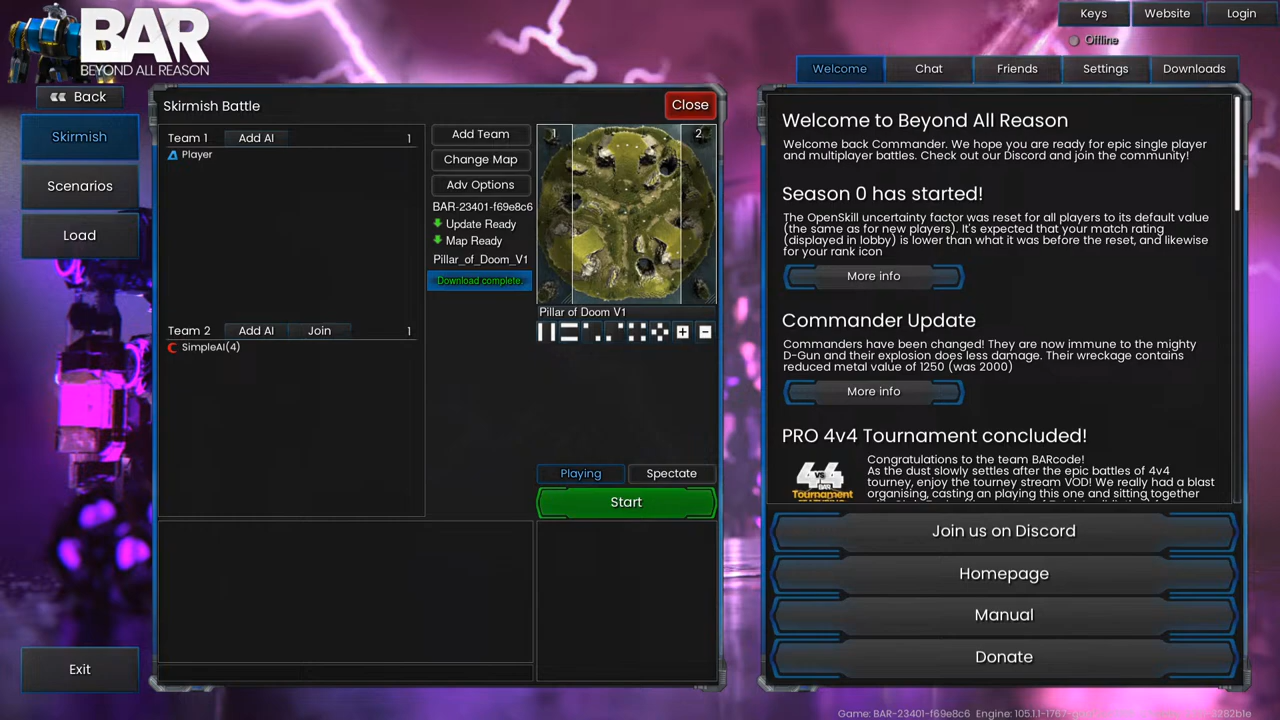 BAR
BEYOND ALL REASON
Keys
Website
Login
Offline
Welcome
Chat
Friends
Settings
Downloads
Back
Skirmish
Scenarios
Load
Exit
Skirmish Battle
Close
Team 1
Add AI
1
Player
Team 2
Add AI
Join
1
SimpleAI(4)
Add Team
Change Map
Adv Options
BAR-23401-f69e8c6
Update Ready
Map Ready
Pillar_of_Doom_V1
Download complete.
1
2
Pillar of Doom V1
Playing
Spectate
Start
Welcome to Beyond All Reason
Welcome back Commander. We hope you are ready for epic single player
and multiplayer battles. Check out our Discord and join the community!
Season 0 has started!
The OpenSkill uncertainty factor was reset for all players to its default value
(the same as for new players). It's expected that your match rating
(displayed in lobby) is lower than what it was before the reset, and likewise
for your rank icon
More info
Commander Update
Commanders have been changed! They are now immune to the mighty
D-Gun and their explosion does less damage. Their wreckage contains
reduced metal value of 1250 (was 2000)
More info
PRO 4v4 Tournament concluded!
Congratulations to the team BARcode!
As the dust slowly settles after the epic battles of 4v4
tourney, enjoy the tourney stream VOD! We really had a blast
organising, casting an playing this one and sitting together
4 VS 4
BAR
Tournament
Join us on Discord
Homepage
Manual
Donate
Game: BAR-23401-f69e8c6 Engine: 105.1.1-1767-